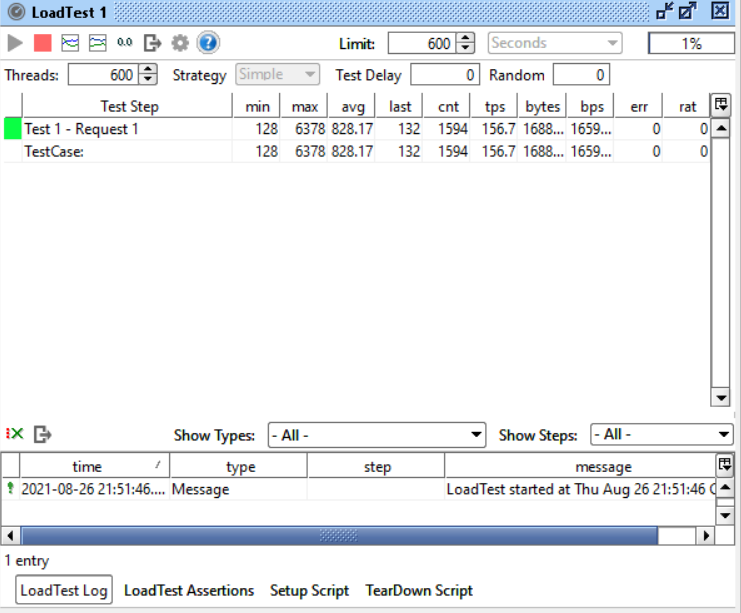 LoadTest 1
0.0 ? Limit: 600 Seconds 1%
Threads: 600 Strategy Simple Test Delay 0 Random 0
Test Step min max avg last cnt tps bytes bps err rat
Test 1 - Request 1 128 6378 828.17 132 1594 156.7 1688... 1659... 0 0
TestCase: 128 6378 828.17 132 1594 156.7 1688... 1659... 0 0
Show Types: - All - Show Steps: - All -
time type step message
2021-08-26 21:51:46.... Message LoadTest started at Thu Aug 26 21:51:46
1 entry
LoadTest Log LoadTest Assertions Setup Script TearDown Script